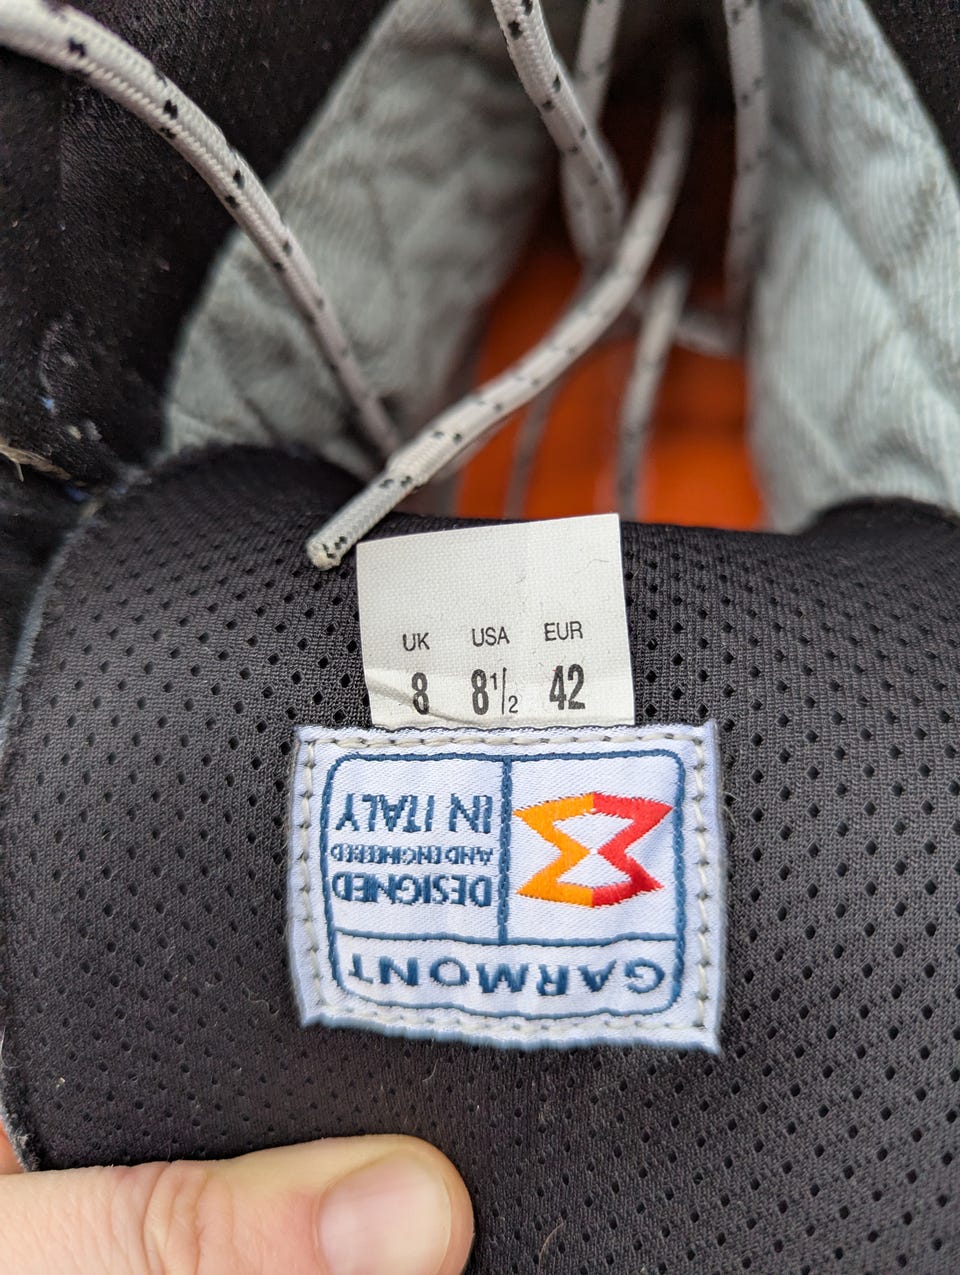 UK USA EUR
8 8½ 42
GARMONT
DESIGNED
AND ENGINEERED
IN ITALY